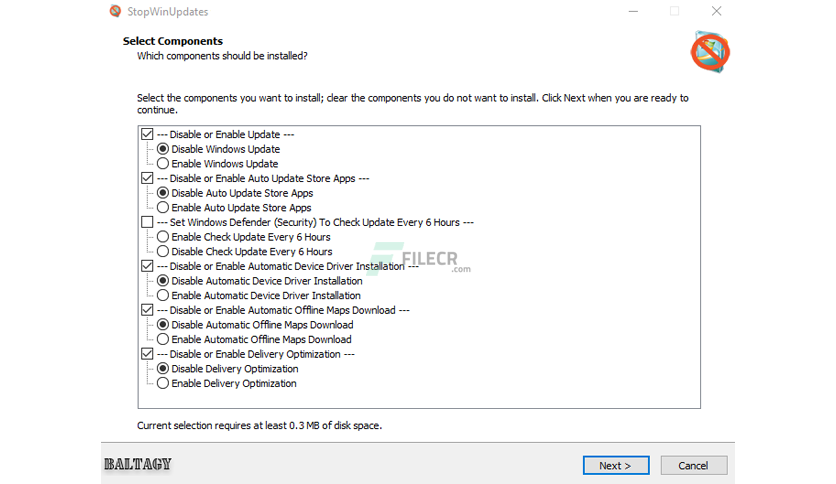 StopWinUpdates
Select Components
Which components should be installed?
Select the components you want to install; clear the components you do not want to install. Click Next when you are ready to
continue.
--- Disable or Enable Update ---
Disable Windows Update
Enable Windows Update
--- Disable or Enable Auto Update Store Apps ---
Disable Auto Update Store Apps
Enable Auto Update Store Apps
--- Set Windows Defender (Security) To Check Update Every 6 Hours ---
Enable Check Update Every 6 Hours
Disable Check Update Every 6 Hours
FILECR
.com
--- Disable or Enable Automatic Device Driver Installation ---
Disable Automatic Device Driver Installation
Enable Automatic Device Driver Installation
--- Disable or Enable Automatic Offline Maps Download ---
Disable Automatic Offline Maps Download
Enable Automatic Offline Maps Download
--- Disable or Enable Delivery Optimization ---
Disable Delivery Optimization
Enable Delivery Optimization
Current selection requires at least 0.3 MB of disk space.
BALTAGY
Next >
Cancel